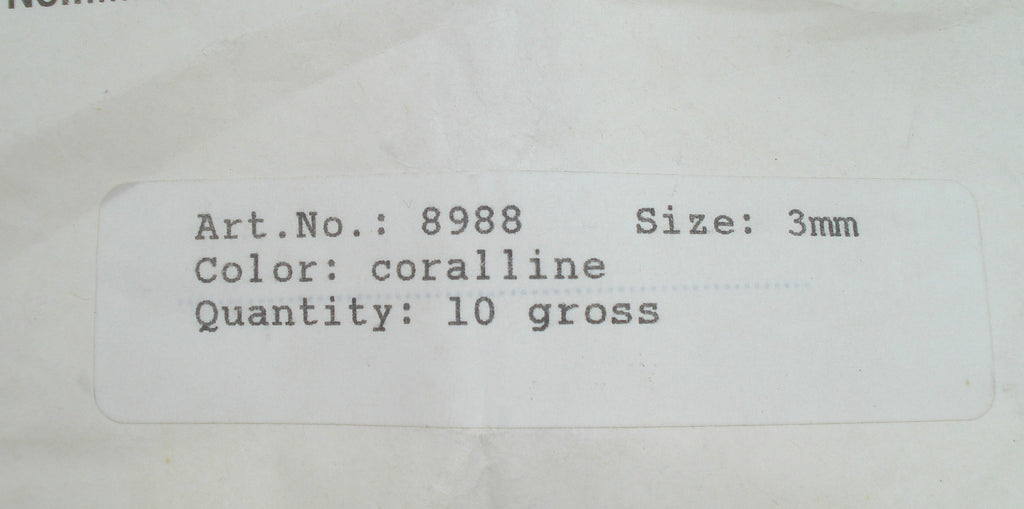 Art.No.: 8988 Size: 3mm
Color: coralline
Quantity: 10 gross